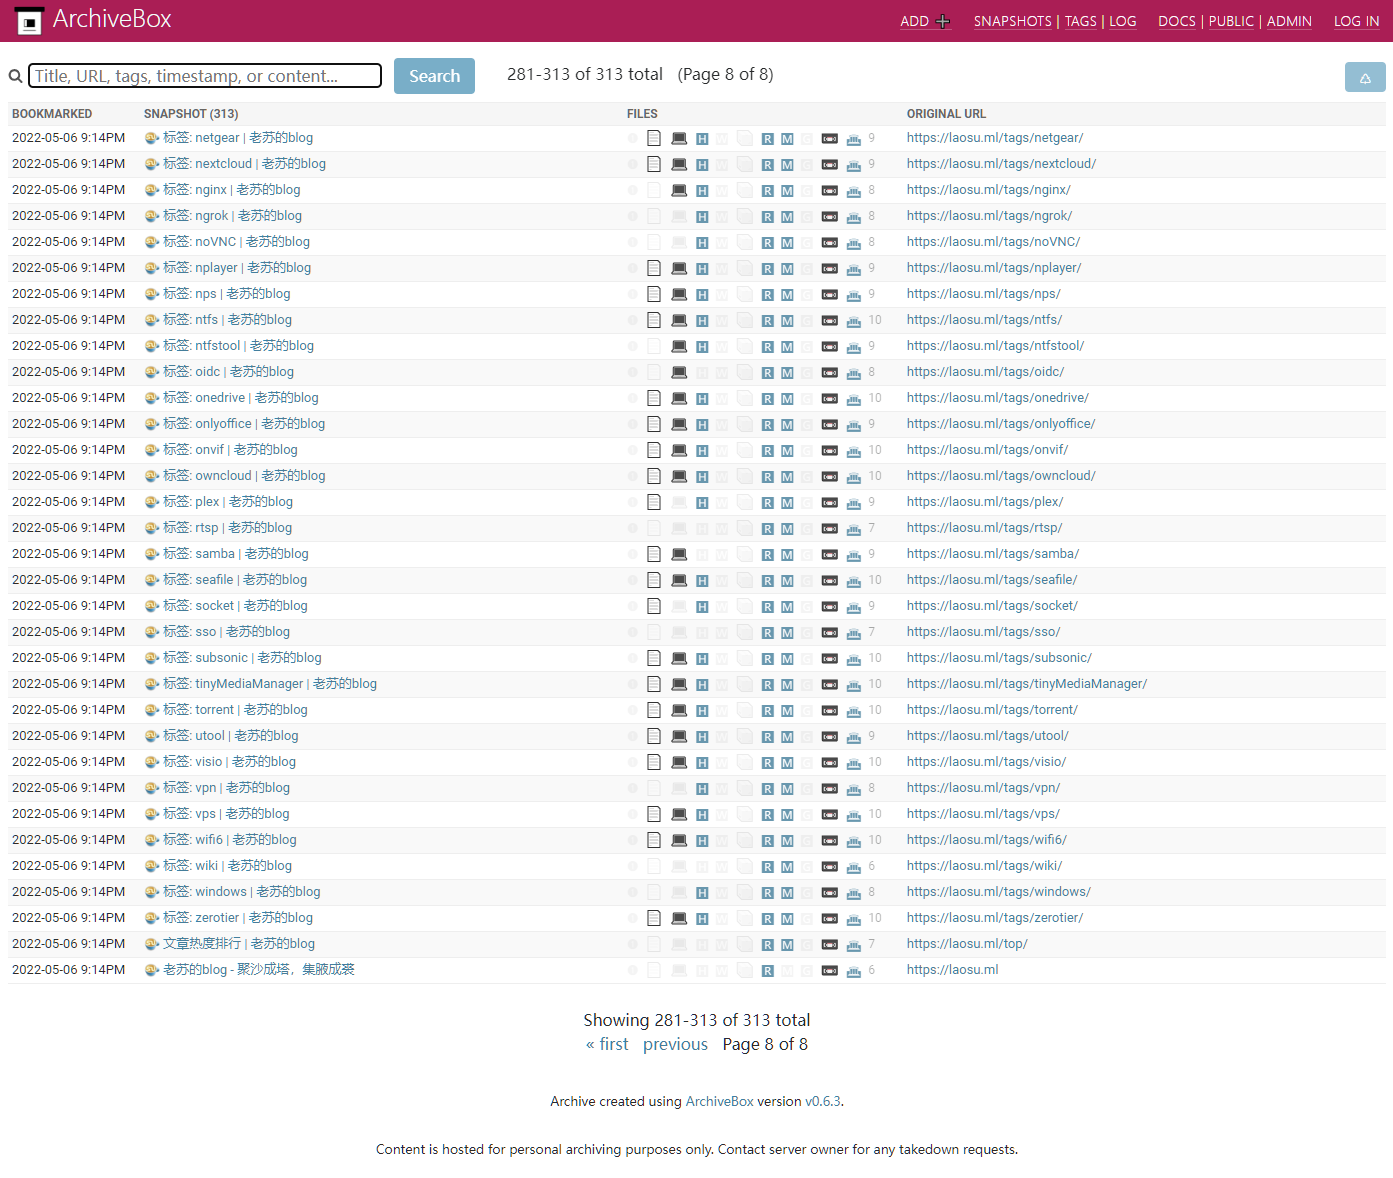 ArchiveBox
ADD ➕ SNAPSHOTS | TAGS | LOG DOCS | PUBLIC | ADMIN LOG IN
Title, URL, tags, timestamp, or content... Search 281-313 of 313 total (Page 8 of 8)
BOOKMARKED SNAPSHOT (313) FILES ORIGINAL URL
2022-05-06 9:14PM 标签: netgear | 老苏的blog H W R M G 9 https://laosu.ml/tags/netgear/
2022-05-06 9:14PM 标签: nextcloud | 老苏的blog H W R M G 9 https://laosu.ml/tags/nextcloud/
2022-05-06 9:14PM 标签: nginx | 老苏的blog H W R M G 8 https://laosu.ml/tags/nginx/
2022-05-06 9:14PM 标签: ngrok | 老苏的blog H W R M G 8 https://laosu.ml/tags/ngrok/
2022-05-06 9:14PM 标签: noVNC | 老苏的blog H W R M G 8 https://laosu.ml/tags/noVNC/
2022-05-06 9:14PM 标签: nplayer | 老苏的blog H W R M G 9 https://laosu.ml/tags/nplayer/
2022-05-06 9:14PM 标签: nps | 老苏的blog H W R M G 9 https://laosu.ml/tags/nps/
2022-05-06 9:14PM 标签: ntfs | 老苏的blog H W R M G 10 https://laosu.ml/tags/ntfs/
2022-05-06 9:14PM 标签: ntfstool | 老苏的blog H W R M G 9 https://laosu.ml/tags/ntfstool/
2022-05-06 9:14PM 标签: oidc | 老苏的blog H W R M G 8 https://laosu.ml/tags/oidc/
2022-05-06 9:14PM 标签: onedrive | 老苏的blog H W R M G 10 https://laosu.ml/tags/onedrive/
2022-05-06 9:14PM 标签: onlyoffice | 老苏的blog H W R M G 9 https://laosu.ml/tags/onlyoffice/
2022-05-06 9:14PM 标签: onvif | 老苏的blog H W R M G 10 https://laosu.ml/tags/onvif/
2022-05-06 9:14PM 标签: owncloud | 老苏的blog H W R M G 10 https://laosu.ml/tags/owncloud/
2022-05-06 9:14PM 标签: plex | 老苏的blog H W R M G 9 https://laosu.ml/tags/plex/
2022-05-06 9:14PM 标签: rtsp | 老苏的blog H W R M G 7 https://laosu.ml/tags/rtsp/
2022-05-06 9:14PM 标签: samba | 老苏的blog H W R M G 9 https://laosu.ml/tags/samba/
2022-05-06 9:14PM 标签: seafile | 老苏的blog H W R M G 10 https://laosu.ml/tags/seafile/
2022-05-06 9:14PM 标签: socket | 老苏的blog H W R M G 9 https://laosu.ml/tags/socket/
2022-05-06 9:14PM 标签: sso | 老苏的blog H W R M G 7 https://laosu.ml/tags/sso/
2022-05-06 9:14PM 标签: subsonic | 老苏的blog H W R M G 10 https://laosu.ml/tags/subsonic/
2022-05-06 9:14PM 标签: tinyMediaManager | 老苏的blog H W R M G 10 https://laosu.ml/tags/tinyMediaManager/
2022-05-06 9:14PM 标签: torrent | 老苏的blog H W R M G 10 https://laosu.ml/tags/torrent/
2022-05-06 9:14PM 标签: utool | 老苏的blog H W R M G 9 https://laosu.ml/tags/utool/
2022-05-06 9:14PM 标签: visio | 老苏的blog H W R M G 10 https://laosu.ml/tags/visio/
2022-05-06 9:14PM 标签: vpn | 老苏的blog H W R M G 8 https://laosu.ml/tags/vpn/
2022-05-06 9:14PM 标签: vps | 老苏的blog H W R M G 10 https://laosu.ml/tags/vps/
2022-05-06 9:14PM 标签: wifi6 | 老苏的blog H W R M G 10 https://laosu.ml/tags/wifi6/
2022-05-06 9:14PM 标签: wiki | 老苏的blog H W R M G 6 https://laosu.ml/tags/wiki/
2022-05-06 9:14PM 标签: windows | 老苏的blog H W R M G 8 https://laosu.ml/tags/windows/
2022-05-06 9:14PM 标签: zerotier | 老苏的blog H W R M G 10 https://laosu.ml/tags/zerotier/
2022-05-06 9:14PM 文章热度排行 | 老苏的blog H W R M G 7 https://laosu.ml/top/
2022-05-06 9:14PM 老苏的blog - 聚沙成塔，集腋成裘 H W R M G 6 https://laosu.ml
Showing 281-313 of 313 total
« first previous Page 8 of 8
Archive created using ArchiveBox version v0.6.3.
Content is hosted for personal archiving purposes only. Contact server owner for any takedown requests.